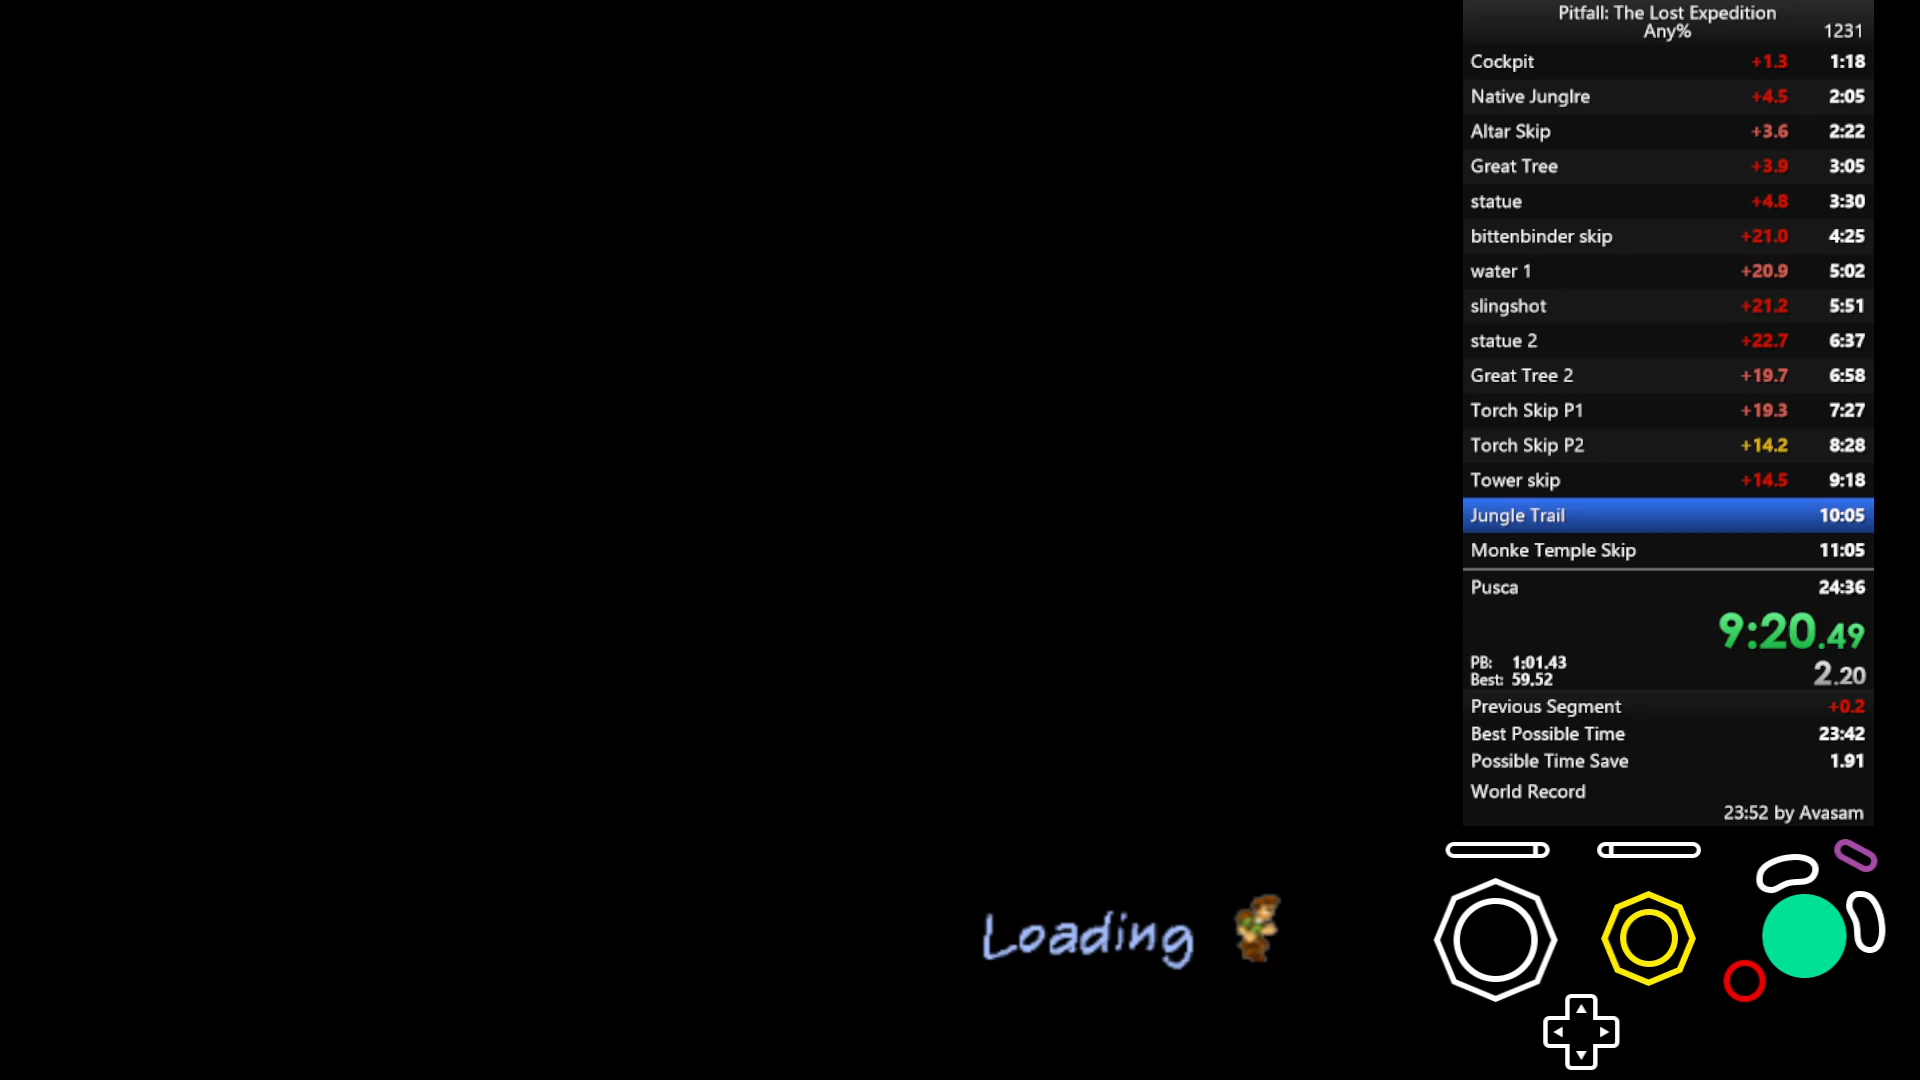 Pitfall: The Lost Expedition
Any% 1231
Cockpit +1.3 1:18
Native Junglre +4.5 2:05
Altar Skip +3.6 2:22
Great Tree +3.9 3:05
statue +4.8 3:30
bittenbinder skip +21.0 4:25
water 1 +20.9 5:02
slingshot +21.2 5:51
statue 2 +22.7 6:37
Great Tree 2 +19.7 6:58
Torch Skip P1 +19.3 7:27
Torch Skip P2 +14.2 8:28
Tower skip +14.5 9:18
Jungle Trail 10:05
Monke Temple Skip 11:05
Pusca 24:36
9:20.49
PB: 1:01.43
Best: 59.52 2.20
Previous Segment +0.2
Best Possible Time 23:42
Possible Time Save 1.91
World Record
23:52 by Avasam
Loading